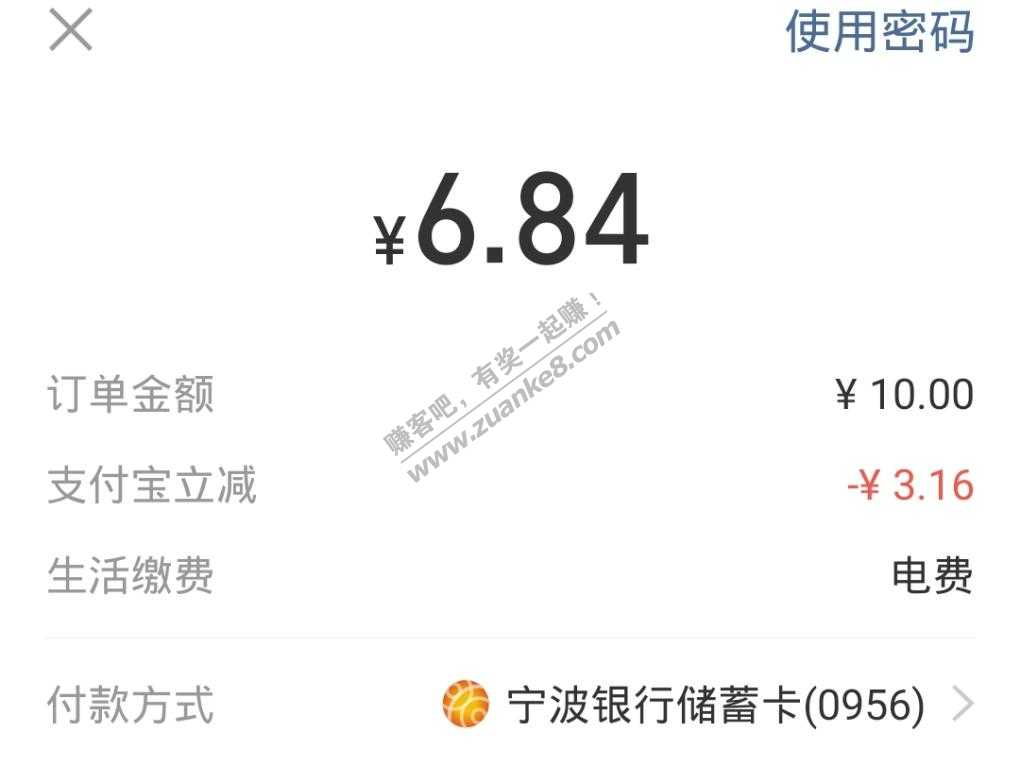 使用密码
¥6.84
赚客吧，有奖一起赚！
www.zuanke8.com
订单金额 ¥ 10.00
支付宝立减 -¥ 3.16
生活缴费 电费
付款方式 宁波银行储蓄卡(0956)